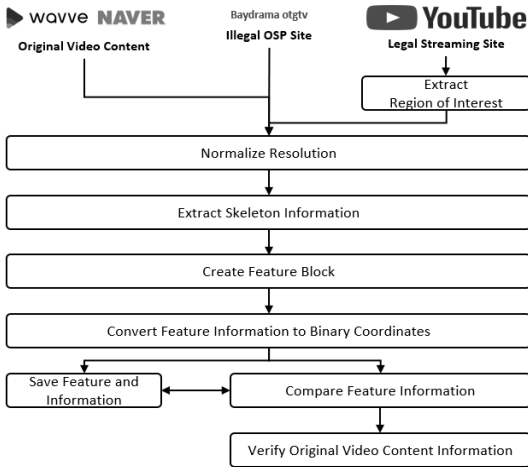 wavve NAVER
Original Video Content
Baydrama otgtv
Illegal OSP Site
YouTube
Legal Streaming Site
Extract
Region of Interest
Normalize Resolution
Extract Skeleton Information
Create Feature Block
Convert Feature Information to Binary Coordinates
Save Feature and
Information
Compare Feature Information
Verify Original Video Content Information